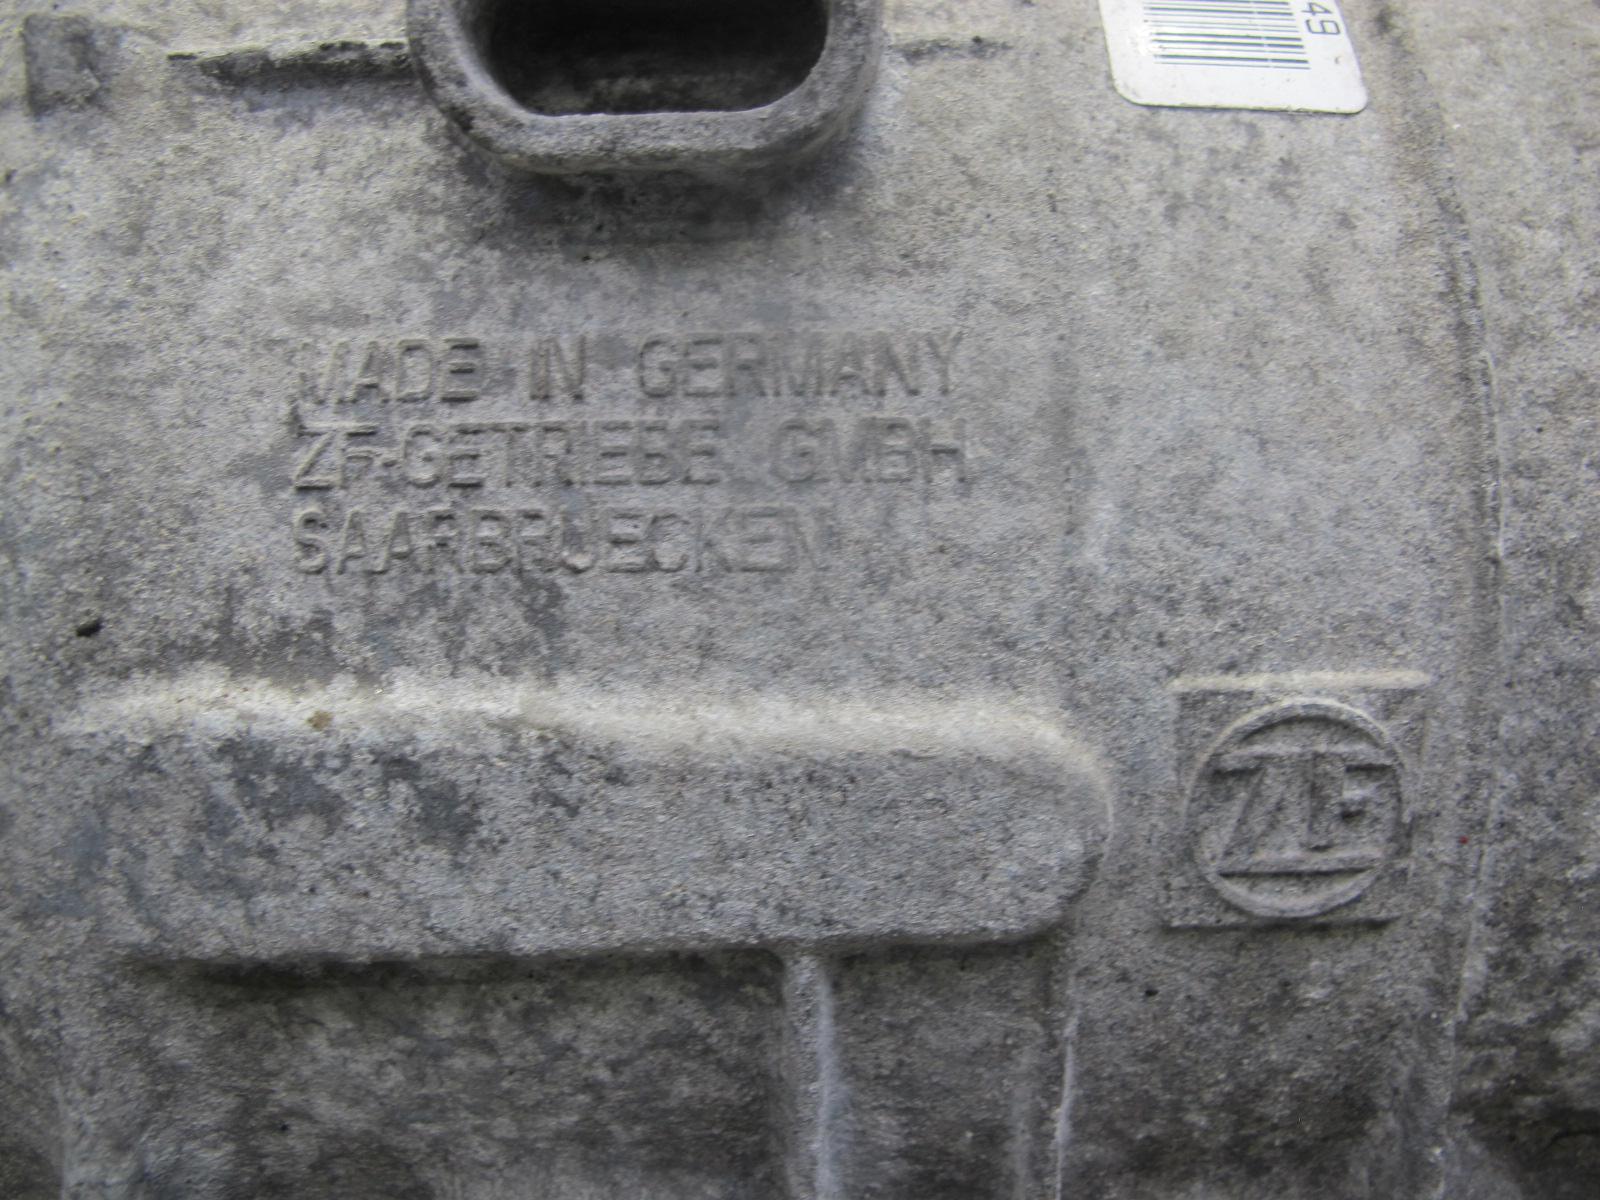 49
MADE IN GERMANY
ZF-GETRIEBE GMBH
SAARBRUECKEN
ZF